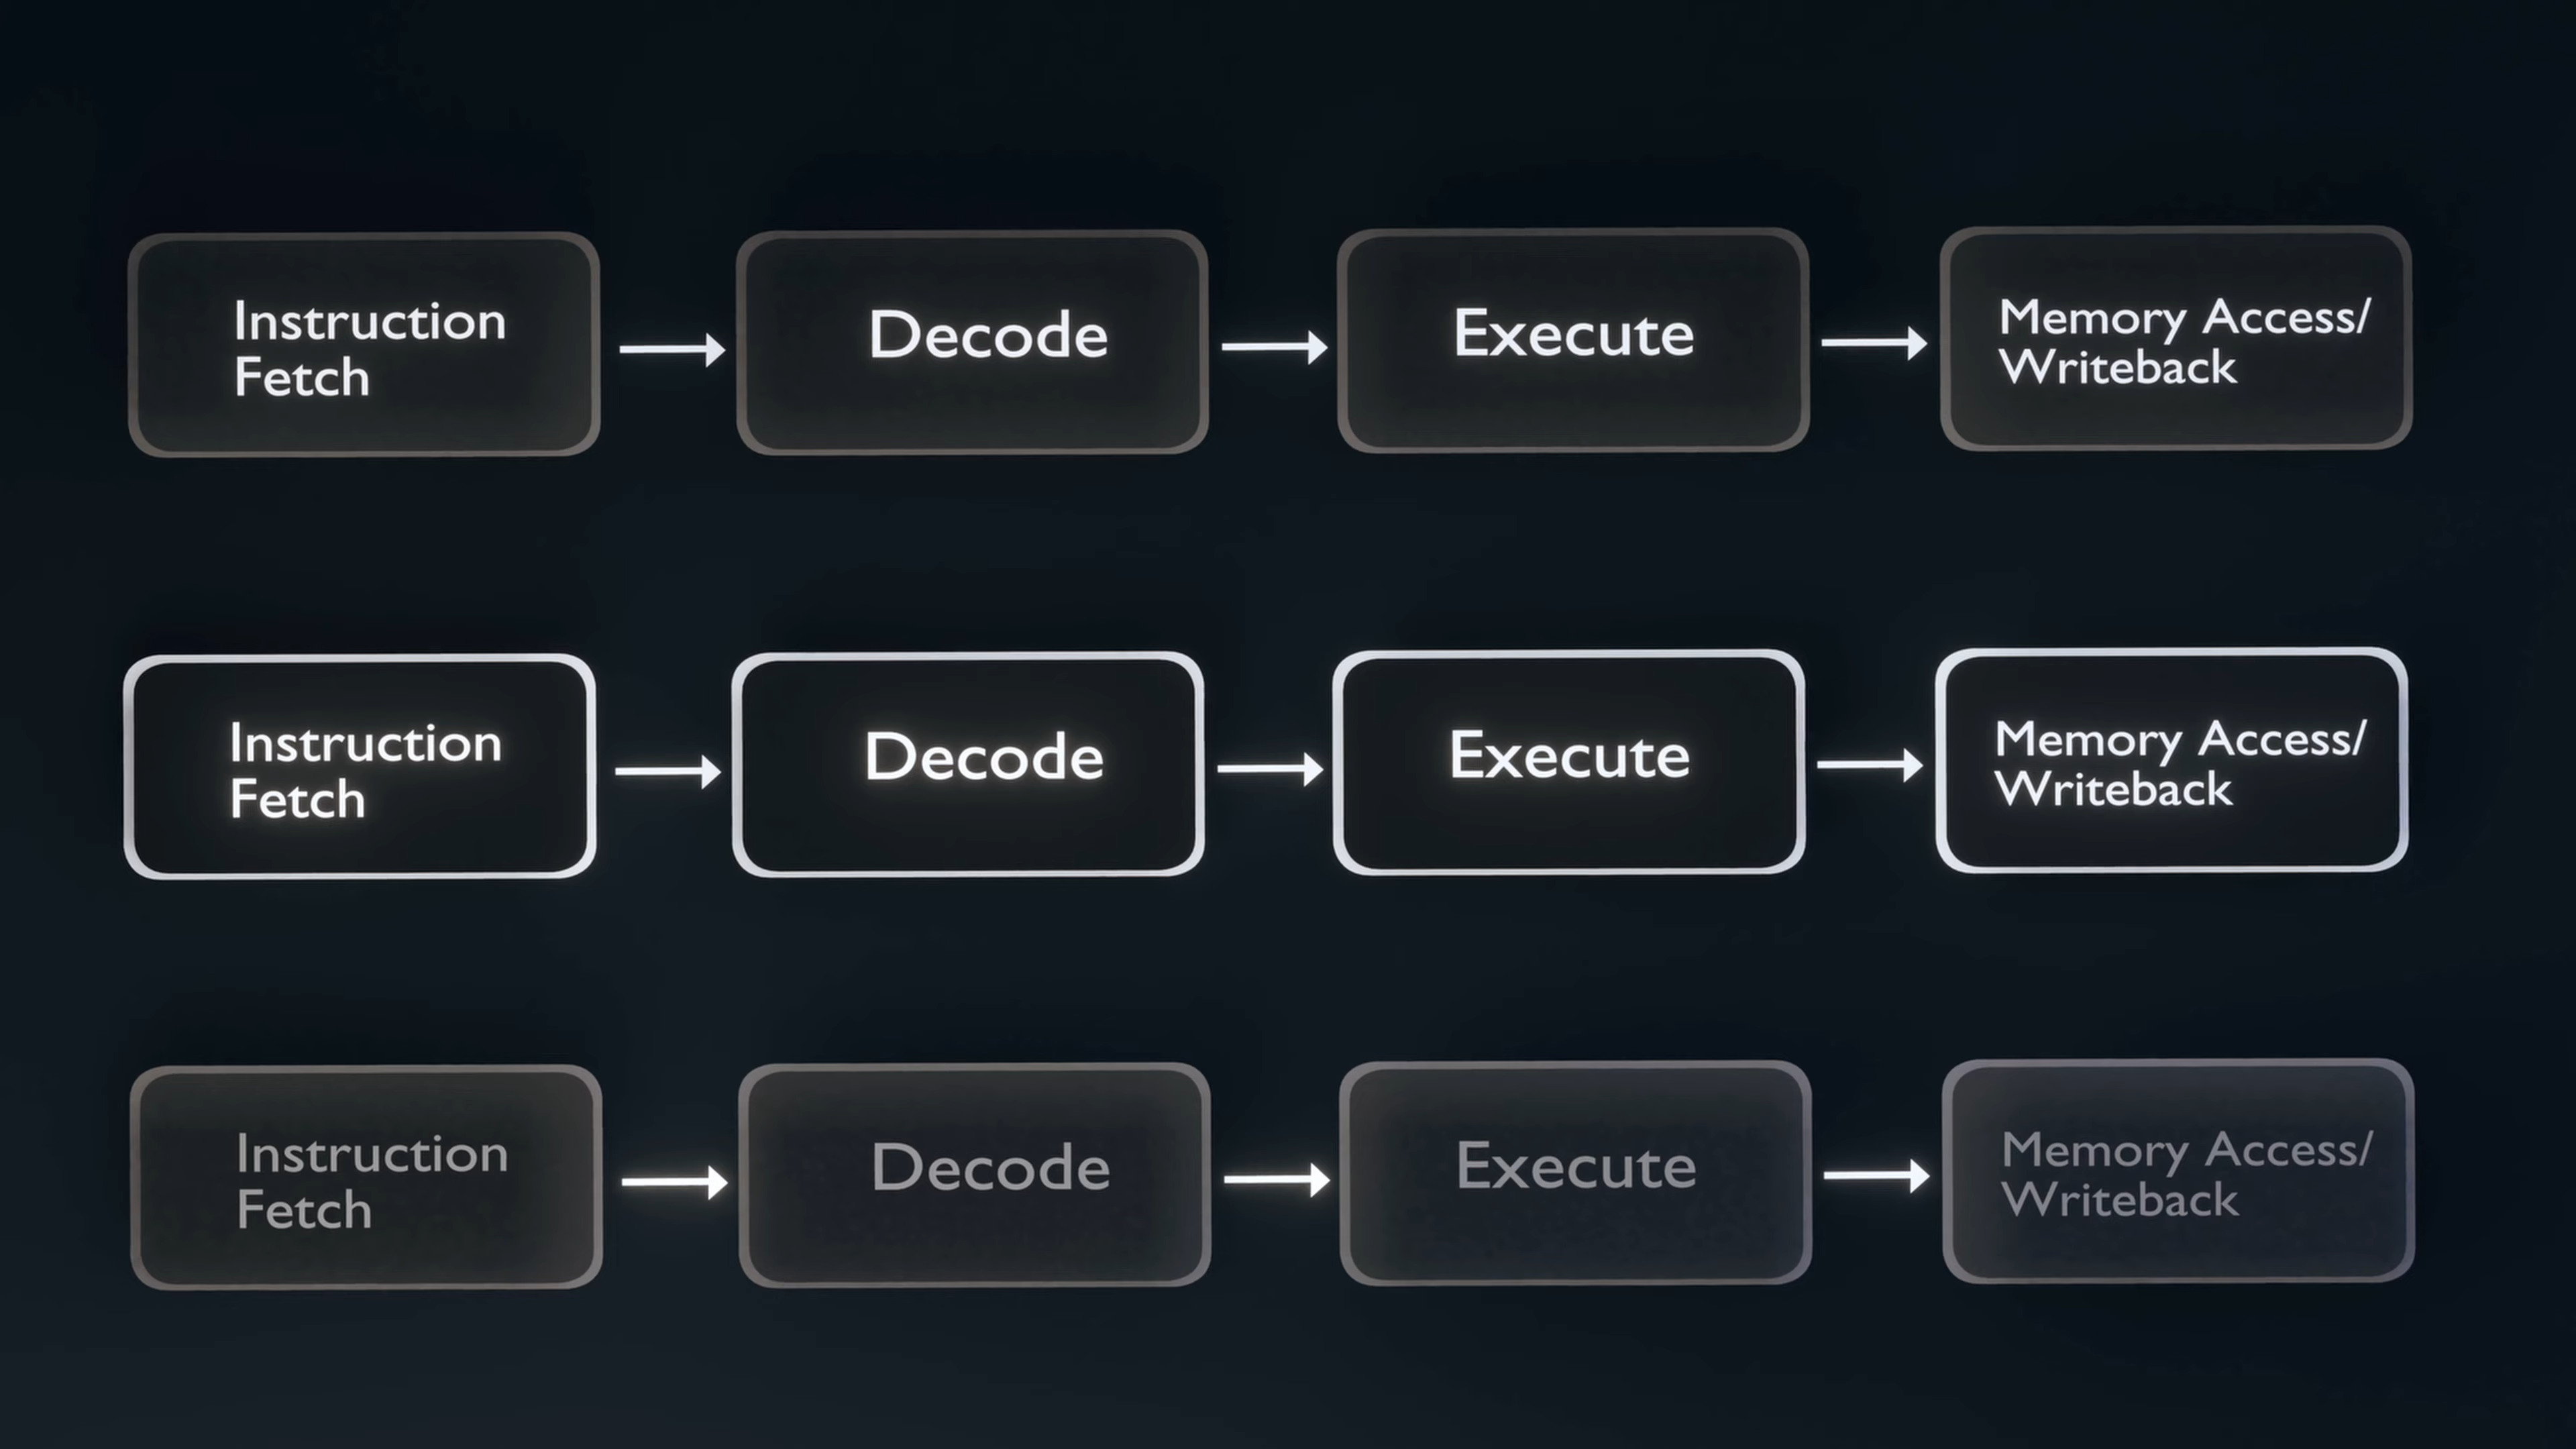 Instruction
Fetch
Decode
Execute
Memory Access/
Writeback
Instruction
Fetch
Decode
Execute
Memory Access/
Writeback
Instruction
Fetch
Decode
Execute
Memory Access/
Writeback